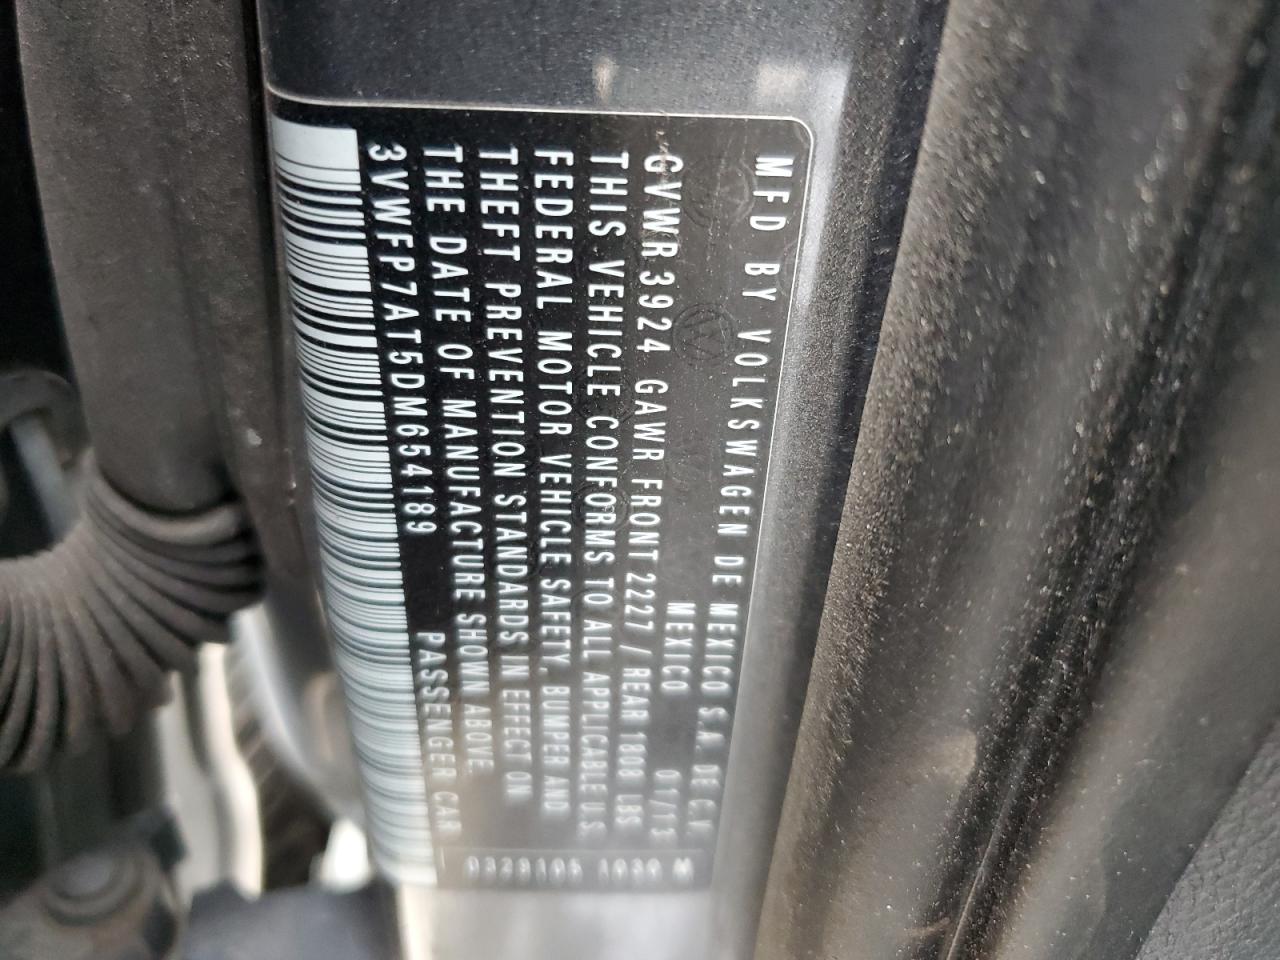 MFD BY VOLKSWAGEN DE MEXICO S.A. DE C.V.
MEXICO 01/13
GVWR 3924 GAWR FRONT 2227 / REAR 1808 LBS
THIS VEHICLE CONFORMS TO ALL APPLICABLE U.S.
FEDERAL MOTOR VEHICLE SAFETY, BUMPER AND
THEFT PREVENTION STANDARDS IN EFFECT ON
THE DATE OF MANUFACTURE SHOWN ABOVE.
3VWFP7AT5DM654189 PASSENGER CAR